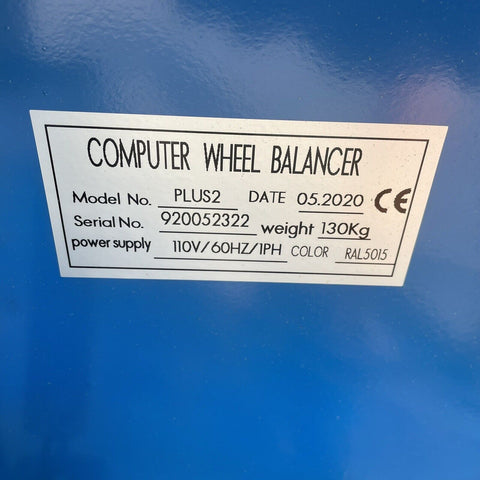 COMPUTER WHEEL BALANCER
Model No. PLUS2 DATE 05.2020 CE
Serial No. 920052322 weight 130Kg
power supply 110V/60HZ/1PH COLOR RAL5015